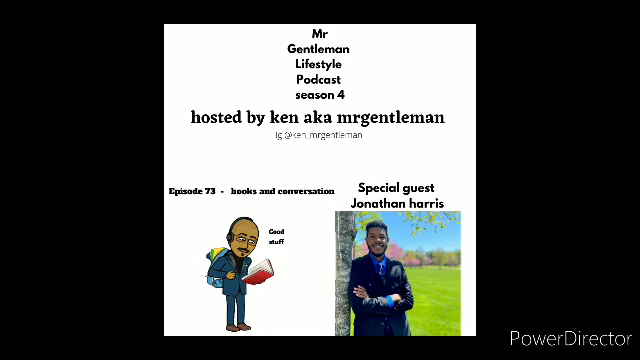 Mr
Gentleman
Lifestyle
Podcast
season 4
hosted by ken aka mrgentleman
ig @ken_mrgentleman
Episode 73 - books and conversation
Special guest
Jonathan harris
Good
stuff
PowerDirector